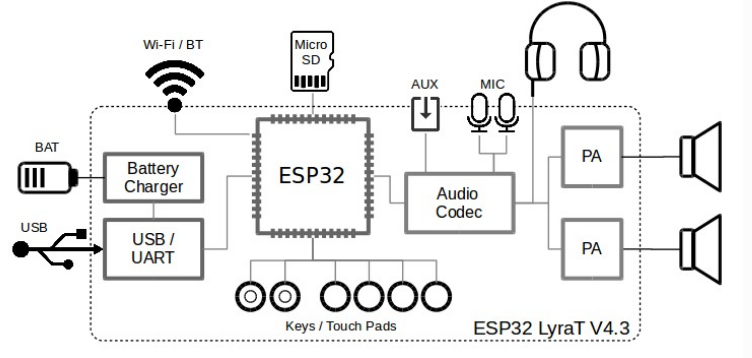 Wi-Fi / BT
Micro
SD
AUX
MIC
BAT
Battery
Charger
ESP32
PA
Audio
Codec
USB
USB /
UART
PA
Keys / Touch Pads
ESP32 LyraT V4.3